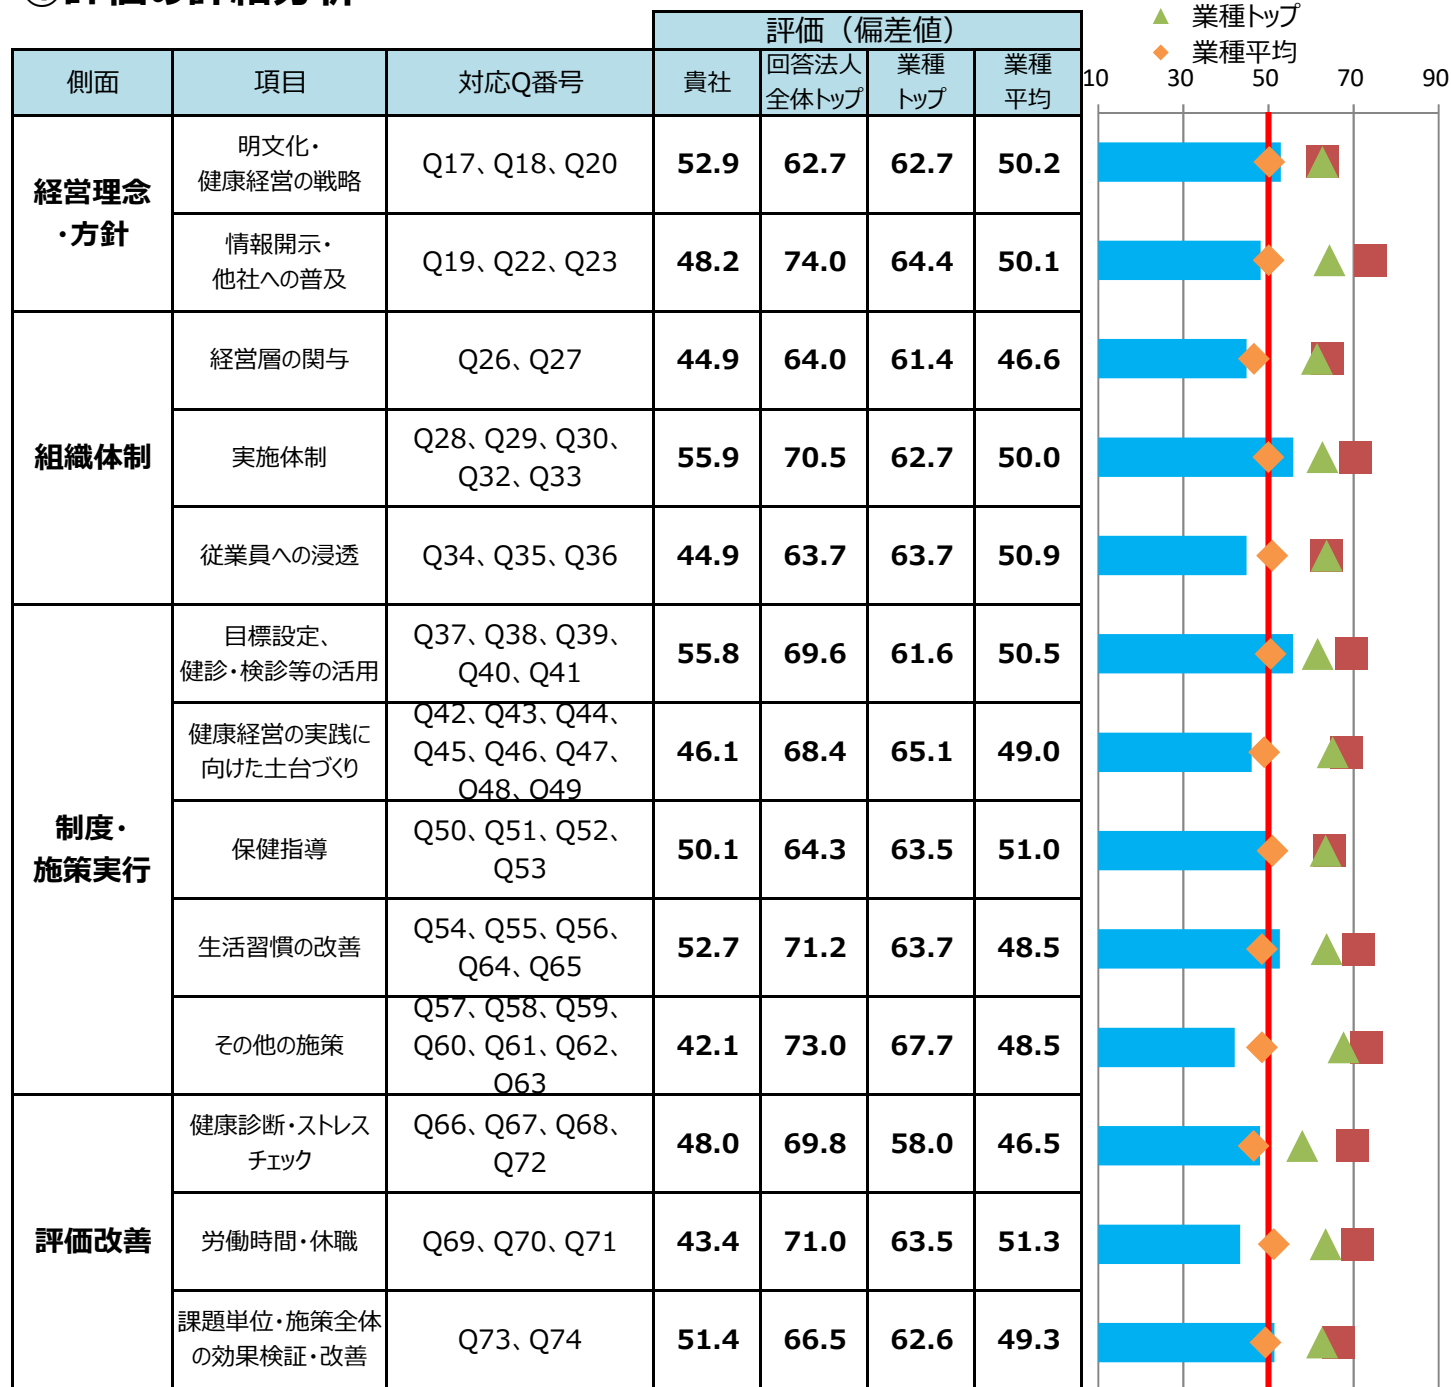 ①評価の詳細分析
▲ 業種トップ
◆ 業種平均
評価（偏差値）
側面 項目 対応Q番号 貴社 回答法人全体トップ 業種トップ 業種平均
10 30 50 70 90
経営理念・方針
明文化・
健康経営の戦略
Q17、Q18、Q20
52.9 62.7 62.7 50.2
情報開示・
他社への普及
Q19、Q22、Q23
48.2 74.0 64.4 50.1
組織体制
経営層の関与
Q26、Q27
44.9 64.0 61.4 46.6
実施体制
Q28、Q29、Q30、
Q32、Q33
55.9 70.5 62.7 50.0
従業員への浸透
Q34、Q35、Q36
44.9 63.7 63.7 50.9
制度・
施策実行
目標設定、
健診・検診等の活用
Q37、Q38、Q39、
Q40、Q41
55.8 69.6 61.6 50.5
健康経営の実践に
向けた土台づくり
Q42、Q43、Q44、
Q45、Q46、Q47、
Q48、Q49
46.1 68.4 65.1 49.0
保健指導
Q50、Q51、Q52、
Q53
50.1 64.3 63.5 51.0
生活習慣の改善
Q54、Q55、Q56、
Q64、Q65
52.7 71.2 63.7 48.5
その他の施策
Q57、Q58、Q59、
Q60、Q61、Q62、
Q63
42.1 73.0 67.7 48.5
評価改善
健康診断・ストレス
チェック
Q66、Q67、Q68、
Q72
48.0 69.8 58.0 46.5
労働時間・休職
Q69、Q70、Q71
43.4 71.0 63.5 51.3
課題単位・施策全体
の効果検証・改善
Q73、Q74
51.4 66.5 62.6 49.3